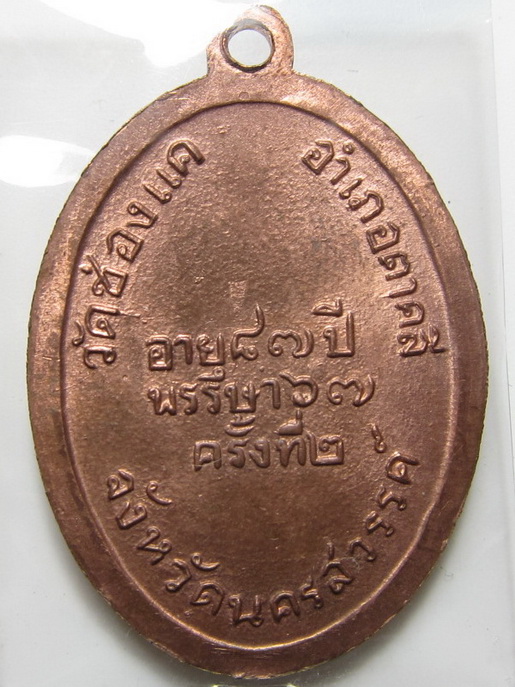 วัดช่องแค
อำเภอตาคลี
อายุ๘๗ปี
พรรึษา๖๗
ครั้งที่๒
จังหวัดนครสวรรค์